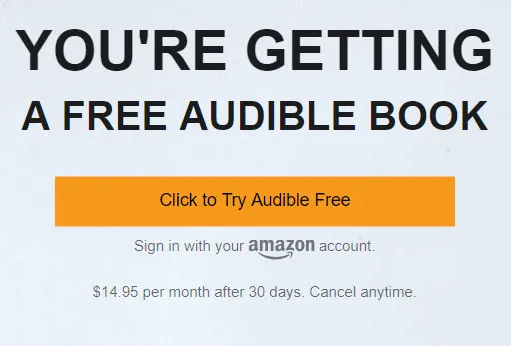 YOU'RE GETTING
A FREE AUDIBLE BOOK
Click to Try Audible Free
Sign in with your amazon account.
$14.95 per month after 30 days. Cancel anytime.